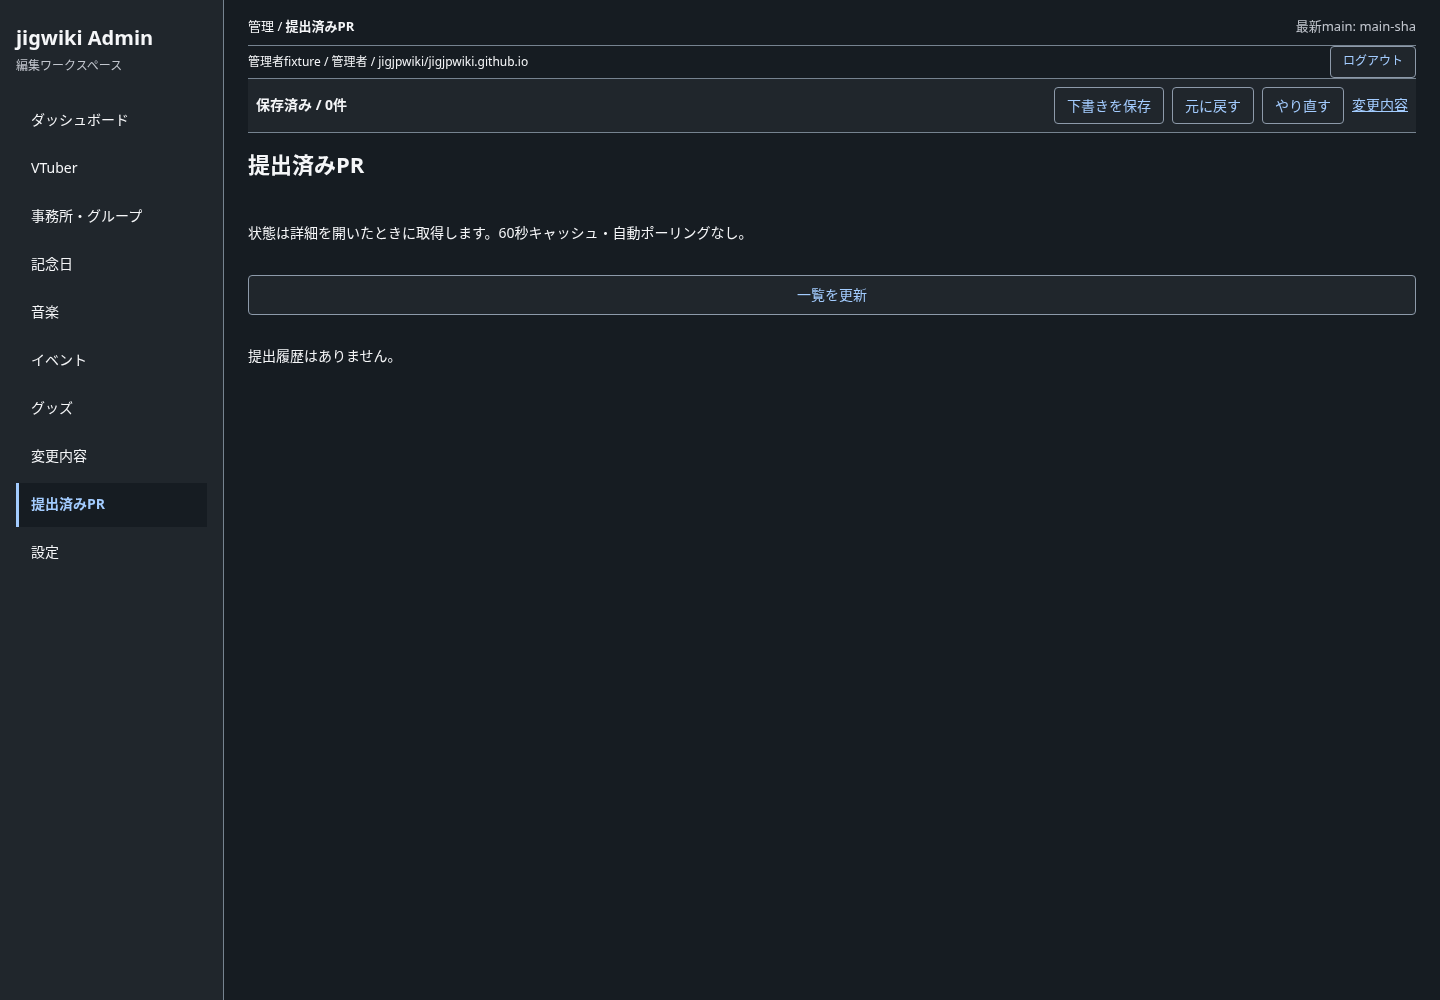 jigwiki Admin
編集ワークスペース
ダッシュボード
VTuber
事務所・グループ
記念日
音楽
イベント
グッズ
変更内容
提出済みPR
設定
管理 / 提出済みPR
最新main: main-sha
管理者fixture / 管理者 / jigjpwiki/jigjpwiki.github.io
ログアウト
保存済み / 0件
下書きを保存
元に戻す
やり直す
変更内容
提出済みPR
状態は詳細を開いたときに取得します。60秒キャッシュ・自動ポーリングなし。
一覧を更新
提出履歴はありません。